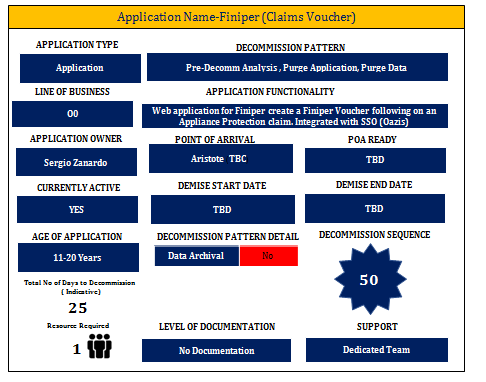 Application Name-Finiper (Claims Voucher)
APPLICATION TYPE
DECOMMISSION PATTERN
Application
Pre-Decomm Analysis , Purge Application, Purge Data
LINE OF BUSINESS
APPLICATION FUNCTIONALITY
OO
Web application for Finiper create a Finiper Voucher following on an
Appliance Protection claim. Integrated with SSO (Oazis)
APPLICATION OWNER
POINT OF ARRIVAL
POA READY
Sergio Zanardo
Aristote TBC
TBD
CURRENTLY ACTIVE
DEMISE START DATE
DEMISE END DATE
YES
TBD
TBD
AGE OF APPLICATION
DECOMMISSION PATTERN DETAIL
DECOMMISSION SEQUENCE
11-20 Years
Data Archival
No
50
Total No of Days to Decommission
( Indicative)
25
Resource Required
1
LEVEL OF DOCUMENTATION
SUPPORT
No Documentation
Dedicated Team